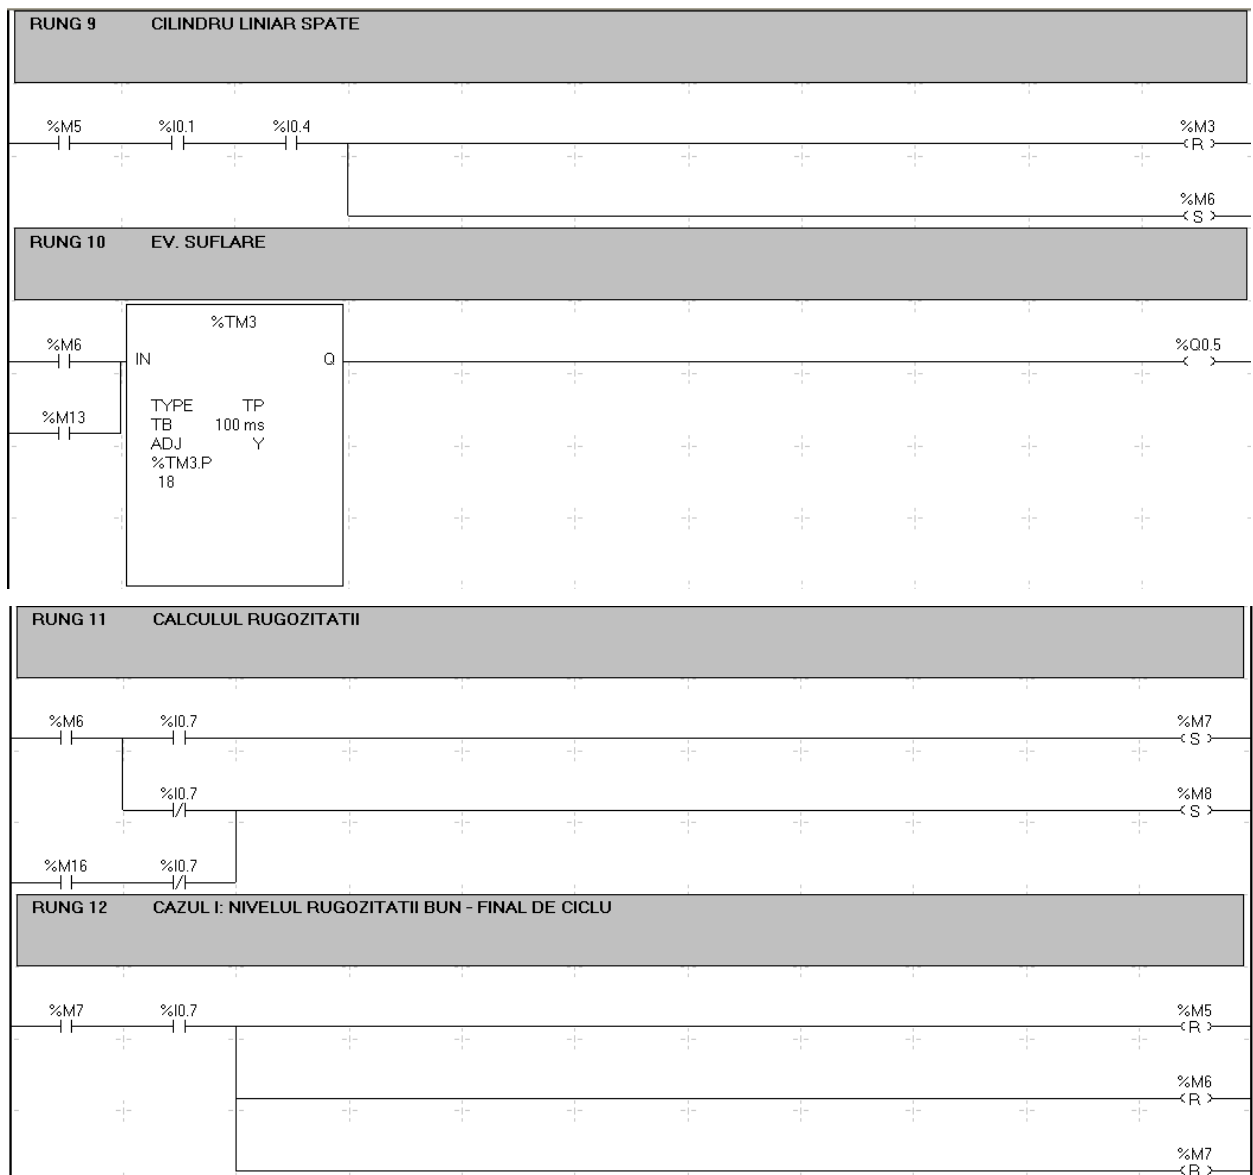 RUNG 9 CILINDRU LINIAR SPATE
%M5 %I0.1 %I0.4 %M3
R
%M6
S
RUNG 10 EV. SUFLARE
%TM3
%M6 %Q0.5
IN Q
TYPE TP
%M13 TB 100 ms
ADJ Y
%TM3.P
18
RUNG 11 CALCULUL RUGOZITATII
%M6 %I0.7 %M7
S
%I0.7 %M8
S
%M16 %I0.7
RUNG 12 CAZUL I: NIVELUL RUGOZITATII BUN - FINAL DE CICLU
%M7 %I0.7 %M5
R
%M6
R
%M7
R